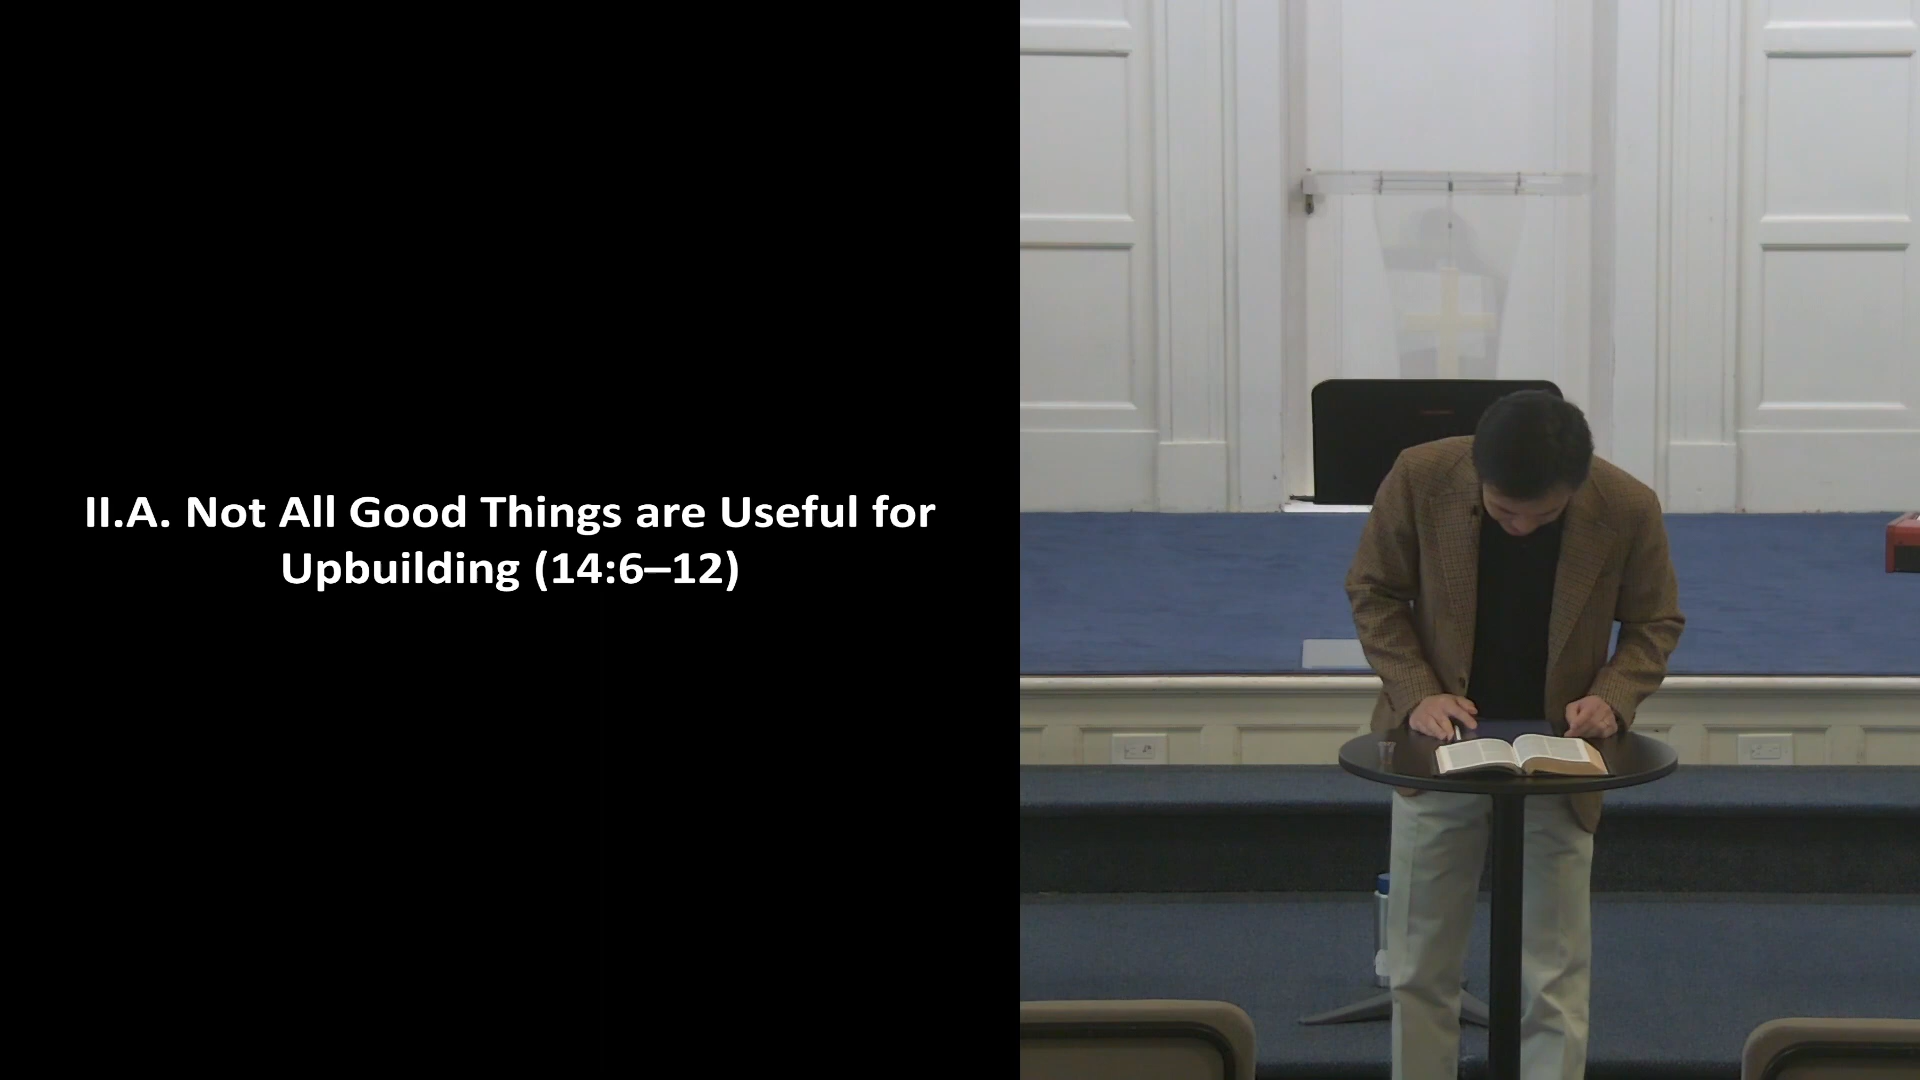 II.A. Not All Good Things are Useful for
Upbuilding (14:6–12)